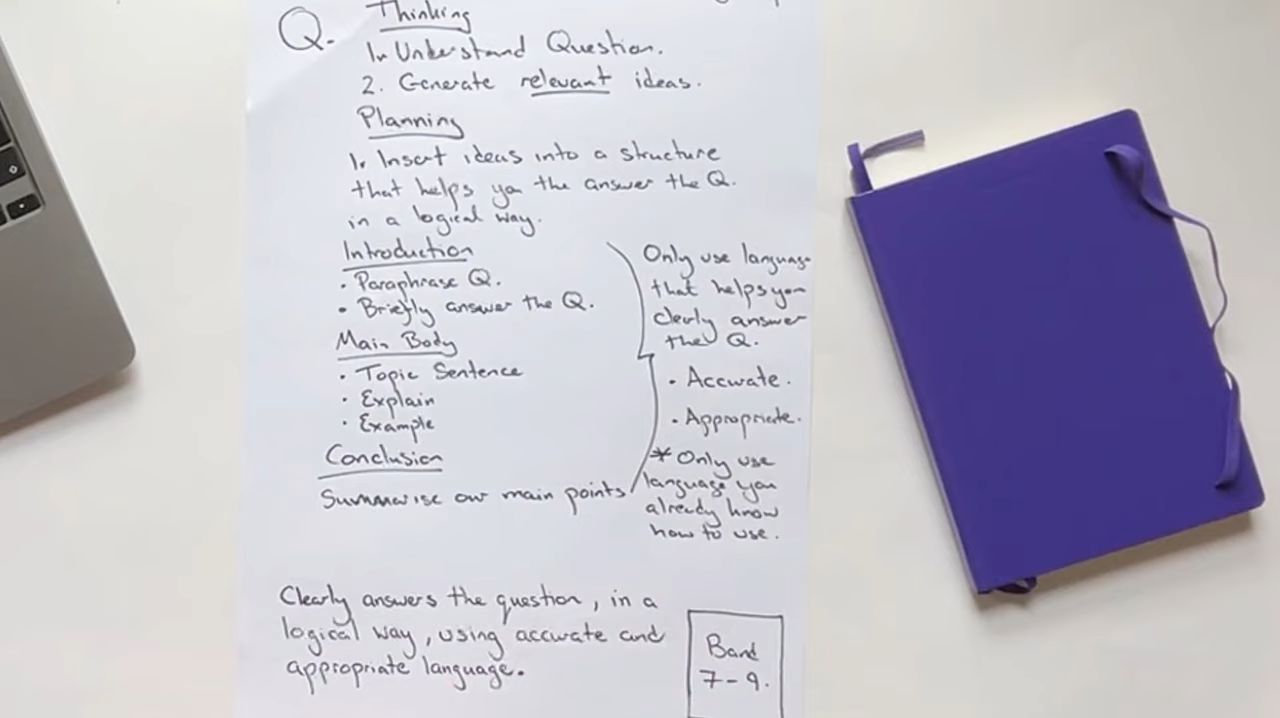 Q.
Thinking
1. Understand Question.
2. Generate relevant ideas.
Planning
1. Insert ideas into a structure
that helps you the answer the Q.
in a logical way.
Introduction
• Paraphrase Q.
• Briefly answer the Q.
Main Body
• Topic Sentence
• Explain
• Example
Conclusion
Summarise our main points
Only use language
that helps you
clearly answer
the Q.
• Accurate.
• Appropriate.
* Only use
language you
already know
how to use.
Clearly answers the question, in a
logical way, using accurate and
appropriate language.
Band
7-9.